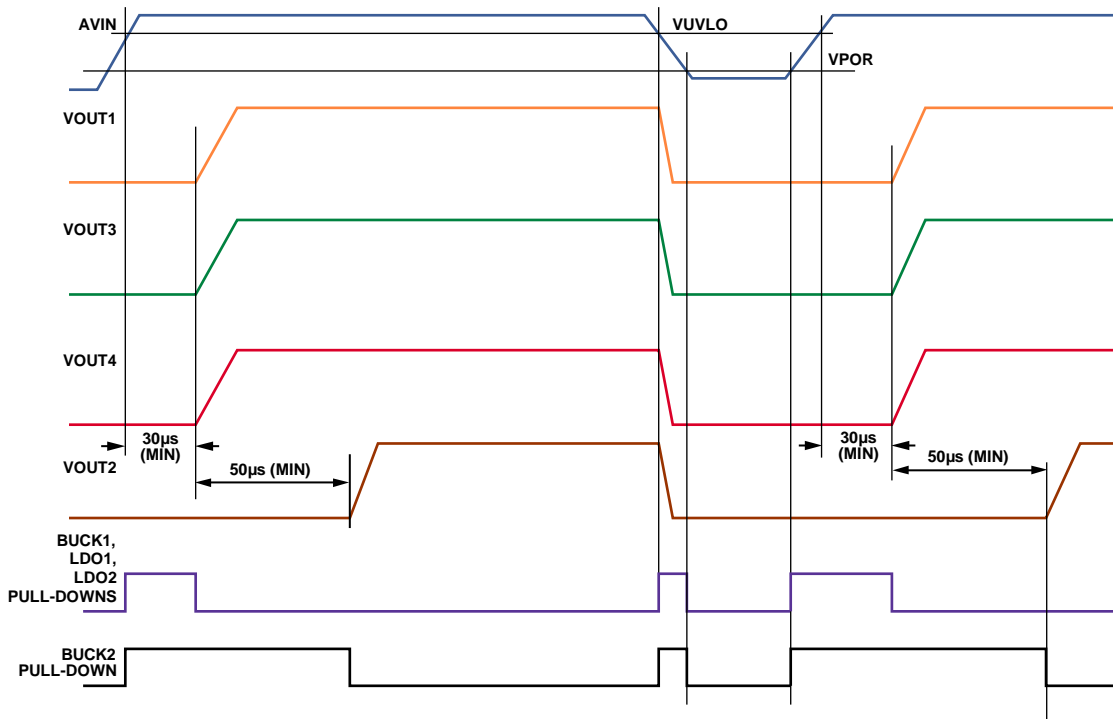 AVIN
VUVLO
VPOR
VOUT1
VOUT3
VOUT4
30µs
(MIN)
30µs
(MIN)
VOUT2
50µs (MIN)
50µs (MIN)
BUCK1,
LDO1,
LDO2
PULL-DOWNS
BUCK2
PULL-DOWN